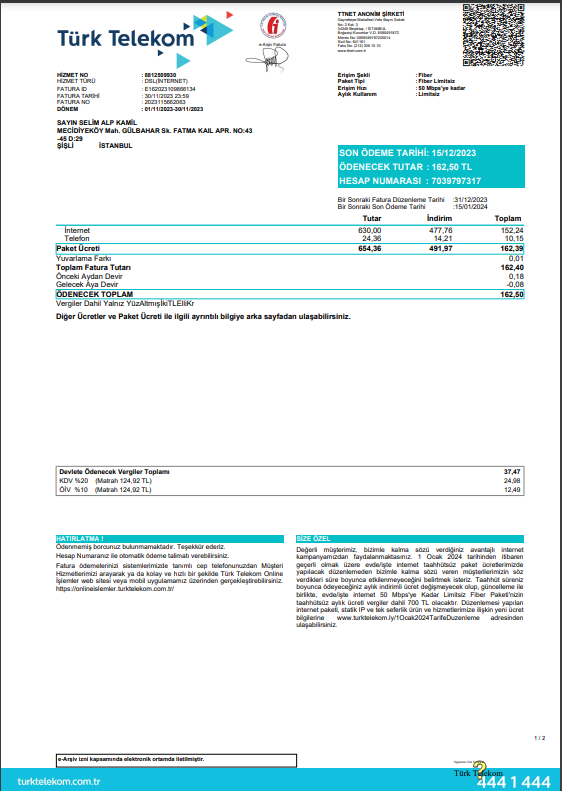 Türk Telekom
e-Arşiv Fatura
TTNET ANONİM ŞİRKETİ
HİZMET NO : 8812509930
HİZMET TÜRÜ : DSL(İNTERNET)
FATURA ID : E162023109866134
FATURA TARİHİ : 30/11/2023 23:59
FATURA NO : 2023115662063
DÖNEM : 01/11/2023-30/11/2023
Erişim Şekli : Fiber
Paket Tipi : Fiber Limitsiz
Erişim Hızı : 50 Mbps'ye kadar
Aylık Kullanım : Limitsiz
SAYIN SELİM ALP KAMİL
MECİDİYEKÖY Mah. GÜLBAHAR Sk. FATMA KAIL APR. NO:43
-45 D:29
ŞİŞLİ İSTANBUL
SON ÖDEME TARİHİ: 15/12/2023
ÖDENECEK TUTAR : 162,50 TL
HESAP NUMARASI : 7039797317
Bir Sonraki Fatura Düzenleme Tarihi :31/12/2023
Bir Sonraki Son Ödeme Tarihi :15/01/2024
Tutar İndirim Toplam
İnternet 630,00 477,76 152,24
Telefon 24,36 14,21 10,15
Paket Ücreti 654,36 491,97 162,39
Yuvarlama Farkı 0,01
Toplam Fatura Tutarı 162,40
Önceki Aydan Devir 0,18
Gelecek Aya Devir -0,08
ÖDENECEK TOPLAM 162,50
Vergiler Dahil Yalnız YüzAltmışİkiTLElliKr
Diğer Ücretler ve Paket Ücreti ile ilgili ayrıntılı bilgiye arka sayfadan ulaşabilirsiniz.
Devlete Ödenecek Vergiler Toplamı 37,47
KDV %20 (Matrah 124,92 TL) 24,98
ÖİV %10 (Matrah 124,92 TL) 12,49
HATIRLATMA !
Ödenmemiş borcunuz bulunmamaktadır. Teşekkür ederiz.
Hesap Numaranız ile otomatik ödeme talimatı verebilirsiniz.
Fatura ödemelerinizi sistemlerimizde tanımlı cep telefonunuzdan Müşteri
Hizmetlerimizi arayarak ya da kolay ve hızlı bir şekilde Türk Telekom Online
İşlemler web sitesi veya mobil uygulamamız üzerinden gerçekleştirebilirsiniz.
https://onlineislemler.turktelekom.com.tr/
SİZE ÖZEL
Değerli müşterimiz, bizimle kalma sözü verdiğiniz avantajlı internet
kampanyamızdan faydalanmaktasınız. 1 Ocak 2024 tarihinden itibaren
geçerli olmak üzere evde/işte internet taahhütsüz paket ücretlerimizde
yapılacak düzenlemeden bizimle kalma sözü veren müşterilerimizin söz
verdikleri süre boyunca etkilenmeyeceğini belirtmek isteriz. Taahhüt süreniz
boyunca ödeyeceğiniz aylık indirimli ücret değişmeyecek olup, güncelleme ile
birlikte, evde/işte internet 50 Mbps'ye Kadar Limitsiz Fiber Paketi'nizin
taahhütsüz aylık ücreti vergiler dahil 700 TL olacaktır. Düzenlemesi yapılan
internet paketi, statik IP ve tek seferlik ürün ve hizmetlere ilişkin yeni ücret
bilgilerine www.turktelekom.ly/1Ocak2024TarifeDuzenleme adresinden
ulaşabilirsiniz.
1 / 2
e-Arşiv izni kapsamında elektronik ortamda iletilmiştir.
Türk Telekom
turktelekom.com.tr
444 1 444